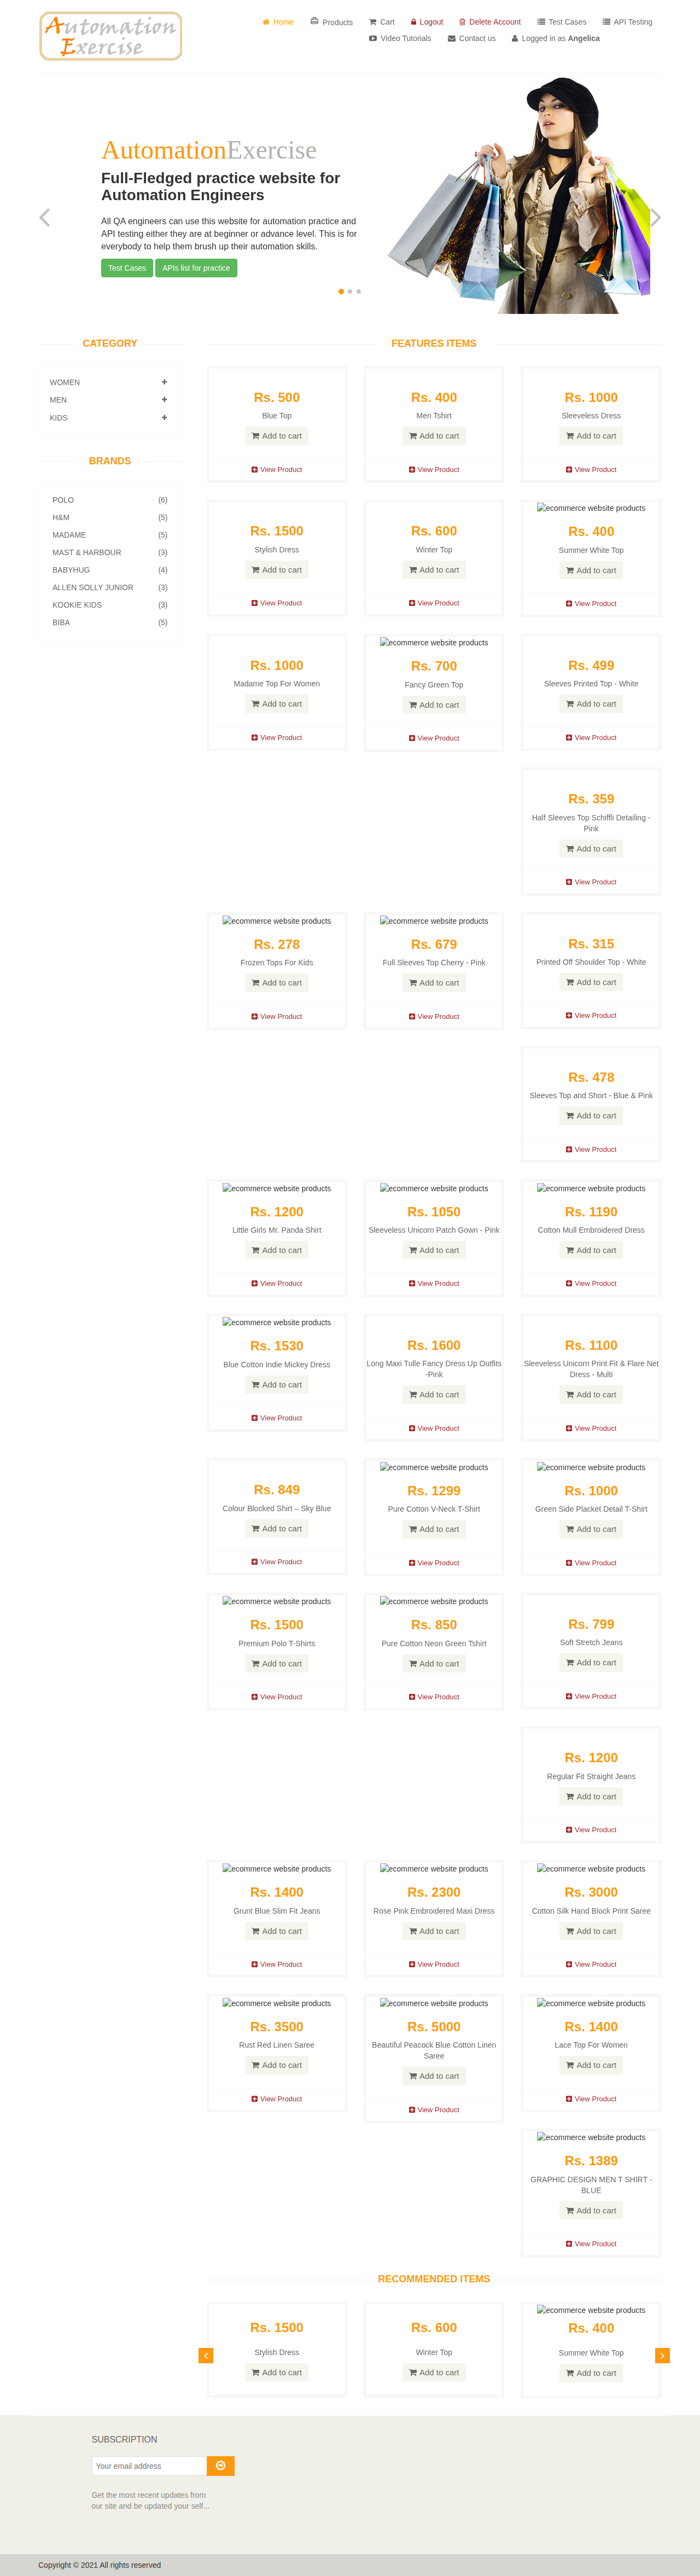 Automation
Exercise
Home
Products
Cart
Logout
Delete Account
Test Cases
API Testing
Video Tutorials
Contact us
Logged in as Angelica
AutomationExercise
Full-Fledged practice website for
Automation Engineers
All QA engineers can use this website for automation practice and
API testing either they are at beginner or advance level. This is for
everybody to help them brush up their automation skills.
Test Cases
APIs list for practice
CATEGORY
WOMEN
MEN
KIDS
BRANDS
POLO (6)
H&M (5)
MADAME (5)
MAST & HARBOUR (3)
BABYHUG (4)
ALLEN SOLLY JUNIOR (3)
KOOKIE KIDS (3)
BIBA (5)
FEATURES ITEMS
Rs. 500
Blue Top
Add to cart
View Product
Rs. 400
Men Tshirt
Add to cart
View Product
Rs. 1000
Sleeveless Dress
Add to cart
View Product
Rs. 1500
Stylish Dress
Add to cart
View Product
Rs. 600
Winter Top
Add to cart
View Product
ecommerce website products
Rs. 400
Summer White Top
Add to cart
View Product
Rs. 1000
Madame Top For Women
Add to cart
View Product
ecommerce website products
Rs. 700
Fancy Green Top
Add to cart
View Product
Rs. 499
Sleeves Printed Top - White
Add to cart
View Product
Rs. 359
Half Sleeves Top Schiffli Detailing -
Pink
Add to cart
View Product
ecommerce website products
Rs. 278
Frozen Tops For Kids
Add to cart
View Product
ecommerce website products
Rs. 679
Full Sleeves Top Cherry - Pink
Add to cart
View Product
Rs. 315
Printed Off Shoulder Top - White
Add to cart
View Product
Rs. 478
Sleeves Top and Short - Blue & Pink
Add to cart
View Product
ecommerce website products
Rs. 1200
Little Girls Mr. Panda Shirt
Add to cart
View Product
ecommerce website products
Rs. 1050
Sleeveless Unicorn Patch Gown - Pink
Add to cart
View Product
ecommerce website products
Rs. 1190
Cotton Mull Embroidered Dress
Add to cart
View Product
ecommerce website products
Rs. 1530
Blue Cotton Indie Mickey Dress
Add to cart
View Product
Rs. 1600
Long Maxi Tulle Fancy Dress Up Outfits
-Pink
Add to cart
View Product
Rs. 1100
Sleeveless Unicorn Print Fit & Flare Net
Dress - Multi
Add to cart
View Product
Rs. 849
Colour Blocked Shirt – Sky Blue
Add to cart
View Product
ecommerce website products
Rs. 1299
Pure Cotton V-Neck T-Shirt
Add to cart
View Product
ecommerce website products
Rs. 1000
Green Side Placket Detail T-Shirt
Add to cart
View Product
ecommerce website products
Rs. 1500
Premium Polo T-Shirts
Add to cart
View Product
ecommerce website products
Rs. 850
Pure Cotton Neon Green Tshirt
Add to cart
View Product
Rs. 799
Soft Stretch Jeans
Add to cart
View Product
Rs. 1200
Regular Fit Straight Jeans
Add to cart
View Product
ecommerce website products
Rs. 1400
Grunt Blue Slim Fit Jeans
Add to cart
View Product
ecommerce website products
Rs. 2300
Rose Pink Embroidered Maxi Dress
Add to cart
View Product
ecommerce website products
Rs. 3000
Cotton Silk Hand Block Print Saree
Add to cart
View Product
ecommerce website products
Rs. 3500
Rust Red Linen Saree
Add to cart
View Product
ecommerce website products
Rs. 5000
Beautiful Peacock Blue Cotton Linen
Saree
Add to cart
View Product
ecommerce website products
Rs. 1400
Lace Top For Women
Add to cart
View Product
ecommerce website products
Rs. 1389
GRAPHIC DESIGN MEN T SHIRT -
BLUE
Add to cart
View Product
RECOMMENDED ITEMS
Rs. 1500
Stylish Dress
Add to cart
Rs. 600
Winter Top
Add to cart
ecommerce website products
Rs. 400
Summer White Top
Add to cart
SUBSCRIPTION
Your email address
Get the most recent updates from
our site and be updated your self...
Copyright © 2021 All rights reserved